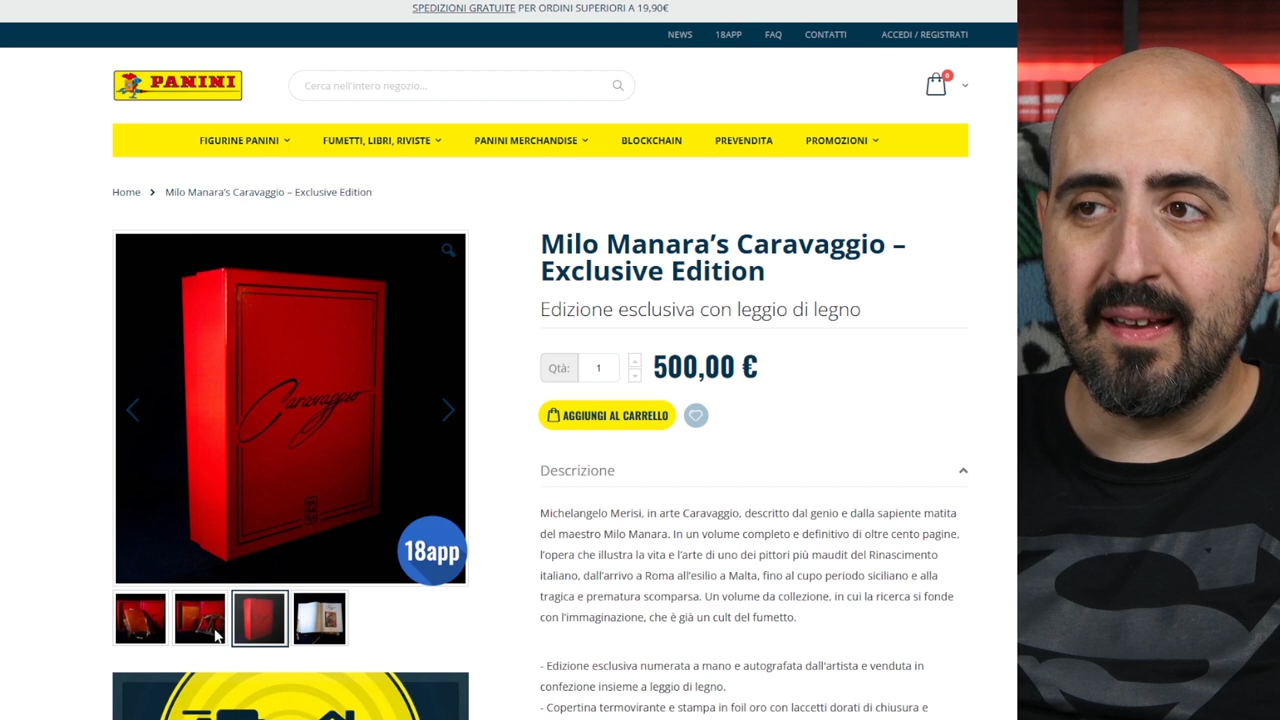 SPEDIZIONI GRATUITE PER ORDINI SUPERIORI A 19,90€
NEWS 18APP FAQ CONTATTI ACCEDI / REGISTRATI
PANINI
Cerca nell'intero negozio...
0
FIGURINE PANINI FUMETTI, LIBRI, RIVISTE PANINI MERCHANDISE BLOCKCHAIN PREVENDITA PROMOZIONI
Home > Milo Manara's Caravaggio – Exclusive Edition
Milo Manara's Caravaggio –
Exclusive Edition
Edizione esclusiva con leggio di legno
Qtà: 1 500,00 €
AGGIUNGI AL CARRELLO
Caravaggio
18app
Descrizione
Michelangelo Merisi, in arte Caravaggio, descritto dal genio e dalla sapiente matita
del maestro Milo Manara. In un volume completo e definitivo di oltre cento pagine,
l'opera che illustra la vita e l'arte di uno dei pittori più maudit del Rinascimento
italiano, dall'arrivo a Roma all'esilio a Malta, fino al cupo periodo siciliano e alla
tragica e prematura scomparsa. Un volume da collezione, in cui la ricerca si fonde
con l'immaginazione, che è già un cult del fumetto.
- Edizione esclusiva numerata a mano e autografata dall'artista e venduta in
confezione insieme a leggio di legno.
- Copertina termovirante e stampa in foil oro con laccetti dorati di chiusura e